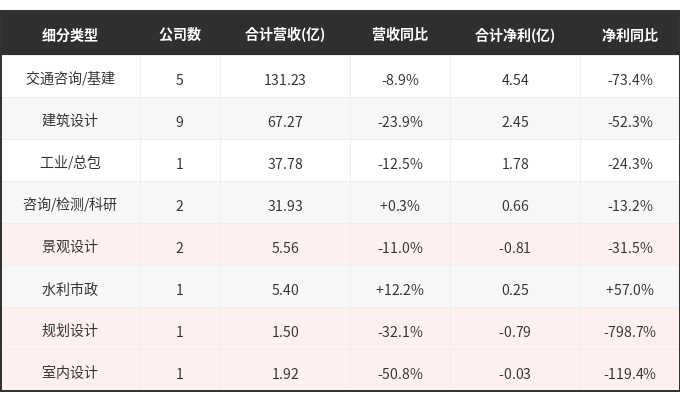 细分类型 公司数 合计营收(亿) 营收同比 合计净利(亿) 净利同比
交通咨询/基建 5 131.23 -8.9% 4.54 -73.4%
建筑设计 9 67.27 -23.9% 2.45 -52.3%
工业/总包 1 37.78 -12.5% 1.78 -24.3%
咨询/检测/科研 2 31.93 +0.3% 0.66 -13.2%
景观设计 2 5.56 -11.0% -0.81 -31.5%
水利市政 1 5.40 +12.2% 0.25 +57.0%
规划设计 1 1.50 -32.1% -0.79 -798.7%
室内设计 1 1.92 -50.8% -0.03 -119.4%